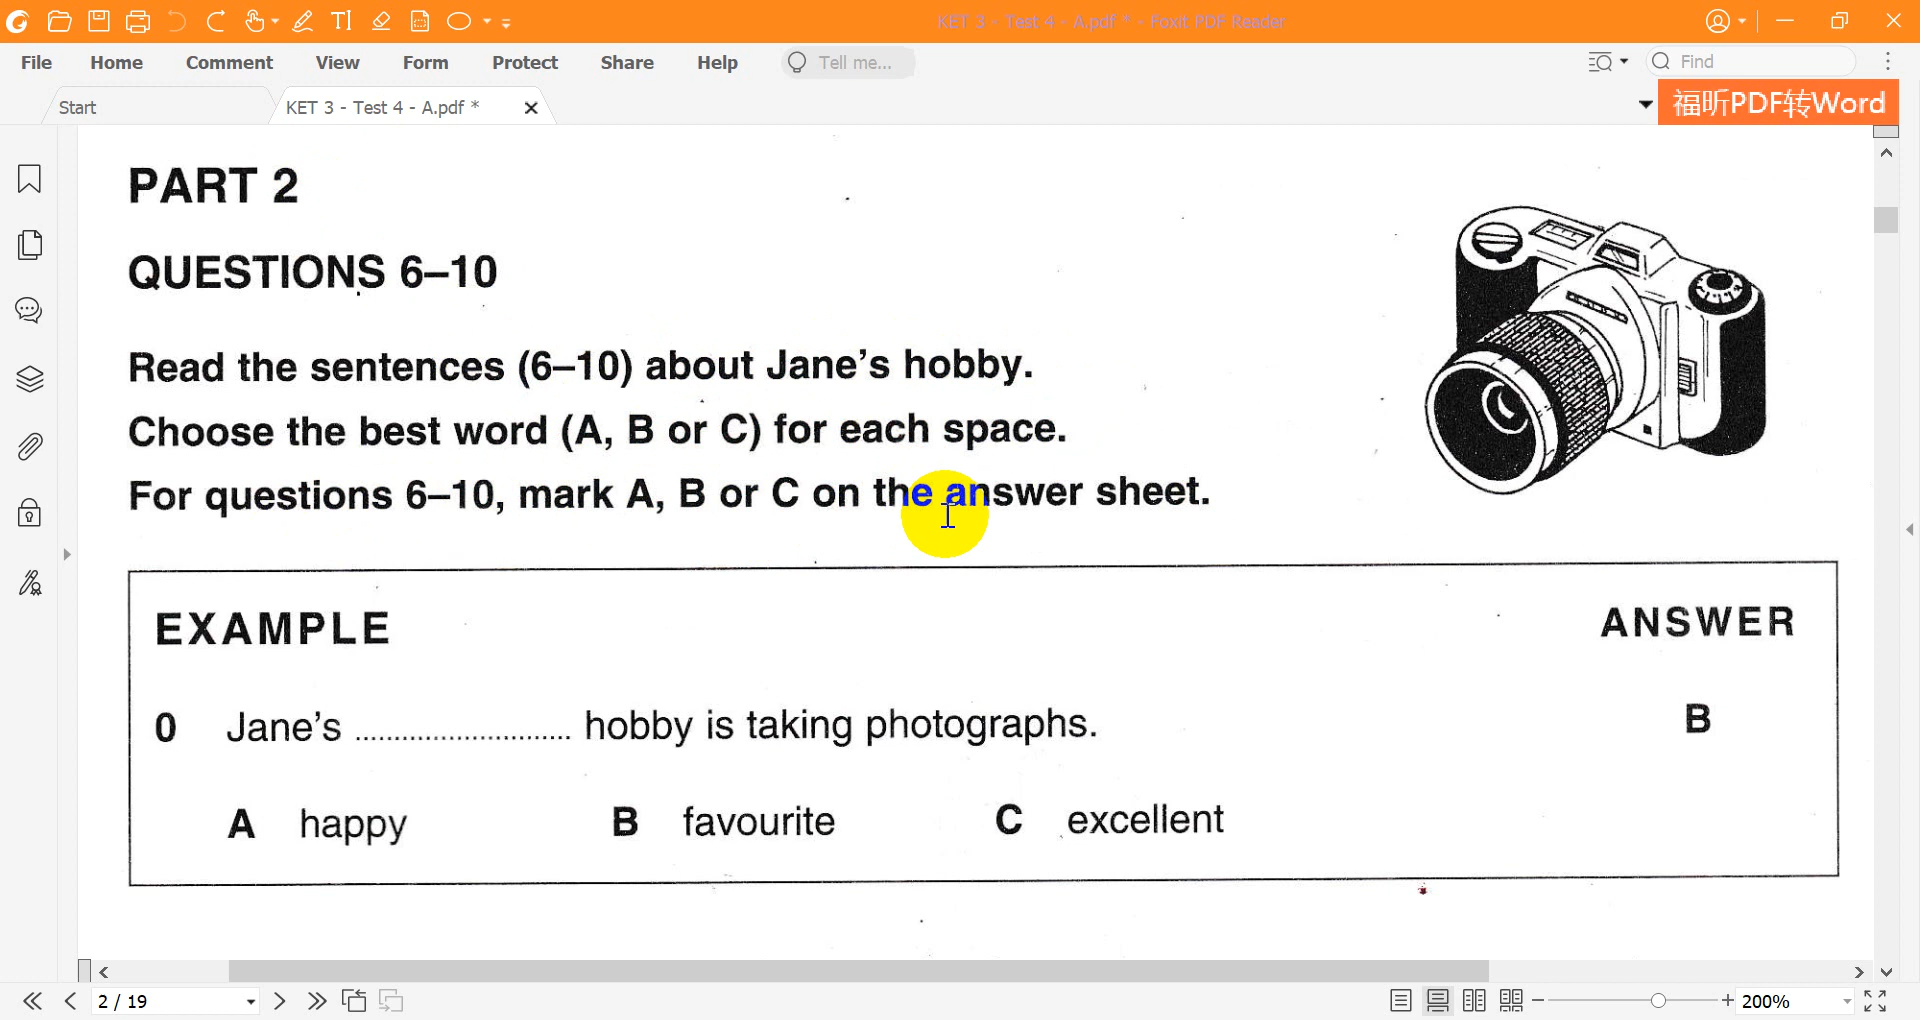 KET 3 - Test 4 - A.pdf * - Foxit PDF Reader
File Home Comment View Form Protect Share Help Tell me... Find
Start KET 3 - Test 4 - A.pdf * 福昕PDF转Word
PART 2
QUESTIONS 6–10
Read the sentences (6–10) about Jane's hobby.
Choose the best word (A, B or C) for each space.
For questions 6–10, mark A, B or C on the answer sheet.
EXAMPLE ANSWER
0 Jane's ............................ hobby is taking photographs. B
A happy B favourite C excellent
2 / 19 200%